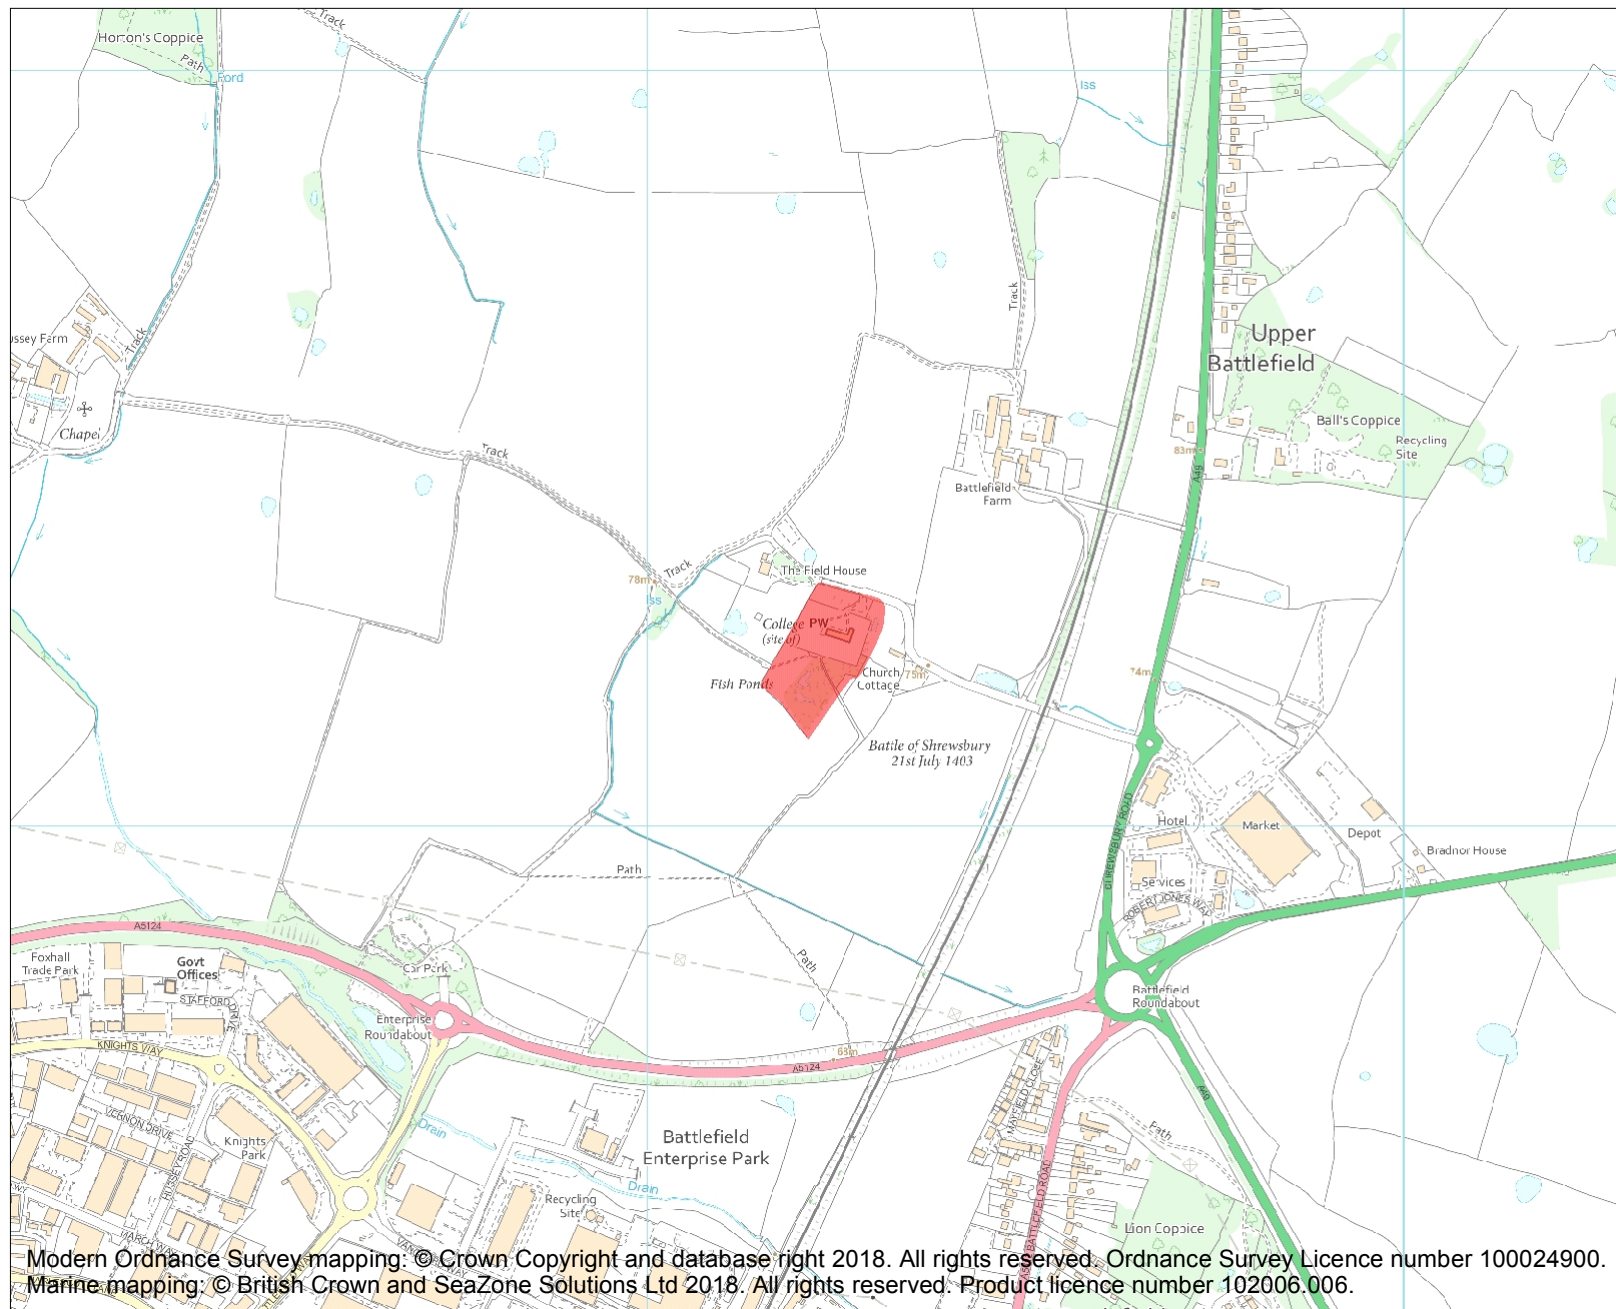 Track
Horton's Coppice
Path
Ford
Iss
Track
Upper
Battlefield
ussey Farm
Track
Chapel
Track
Ball's Coppice
Recycling
Site
83m
A49
Battlefield
Farm
The Field House
Track
78m
Iss
College PW
(site of)
Church
Cottage
75m
74m
Fish Ponds
Battle of Shrewsbury
21st July 1403
SHREWSBURY ROAD
Hotel
Market
Depot
Bradnor House
Path
Services
ROBERT JONES WAY
A5124
Foxhall
Trade Park
Govt
Offices
Car Park
Path
STAFFORD DRIVE
Enterprise
Roundabout
Battlefield
Roundabout
KNIGHTS WAY
68m
A5124
A49
MAYFIELD CLOSE
VERNON DRIVE
Knights
Park
HUSSEY ROAD
Drain
Battlefield
Enterprise Park
Path
Drain
Recycling
Site
BATTLEFIELD ROAD
Lion Coppice
MARCH WAY
Modern Ordnance Survey mapping: © Crown Copyright and database right 2018. All rights reserved. Ordnance Survey Licence number 100024900.
Marine mapping: © British Crown and SeaZone Solutions Ltd 2018. All rights reserved. Product licence number 102006.006.